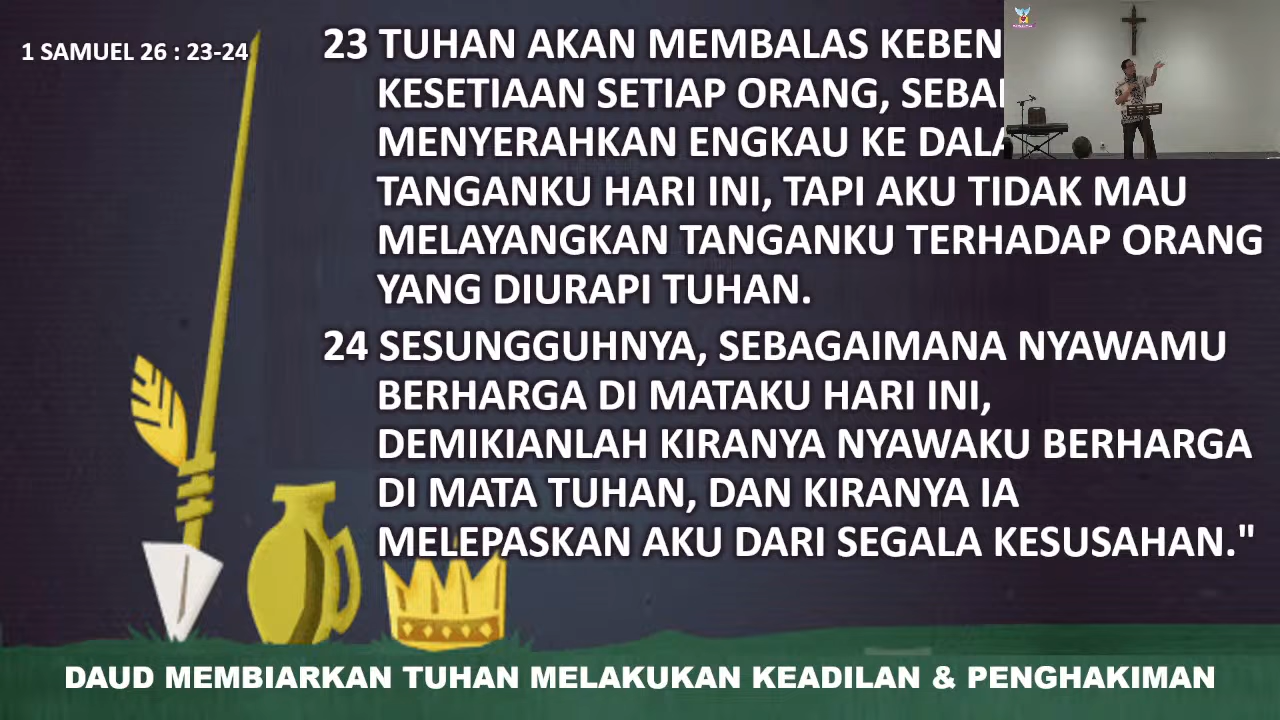 1 SAMUEL 26 : 23-24
23 TUHAN AKAN MEMBALAS
KESETIAAN SETIAP ORANG,
MENYERAHKAN ENGKAU KE
TANGANKU HARI INI, TAPI AKU TIDAK MAU
MELAYANGKAN TANGANKU TERHADAP ORANG
YANG DIURAPI TUHAN.
24 SESUNGGUHNYA, SEBAGAIMANA NYAWAMU
BERHARGA DI MATAKU HARI INI,
DEMIKIANLAH KIRANYA NYAWAKU BERHARGA
DI MATA TUHAN, DAN KIRANYA IA
MELEPASKAN AKU DARI SEGALA KESUSAHAN."
DAUD MEMBIARKAN TUHAN MELAKUKAN KEADILAN & PENGHAKIMAN